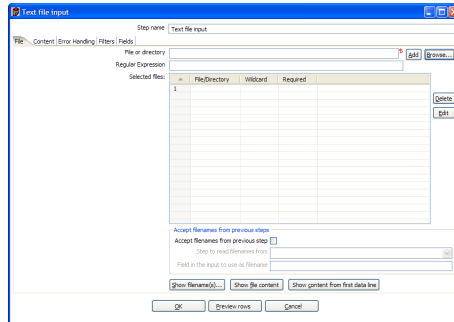 Text file input
Step name Text file input
File Content Error Handling Filters Fields
File or directory Add Browse...
Regular Expression
Selected files: File/Directory Wildcard Required
1
Delete
Edit
Accept filenames from previous steps
Accept filenames from previous step
Step to read filenames from
Field in the input to use as filename
Show filename(s)... Show file content Show content from first data line
OK Preview rows Cancel